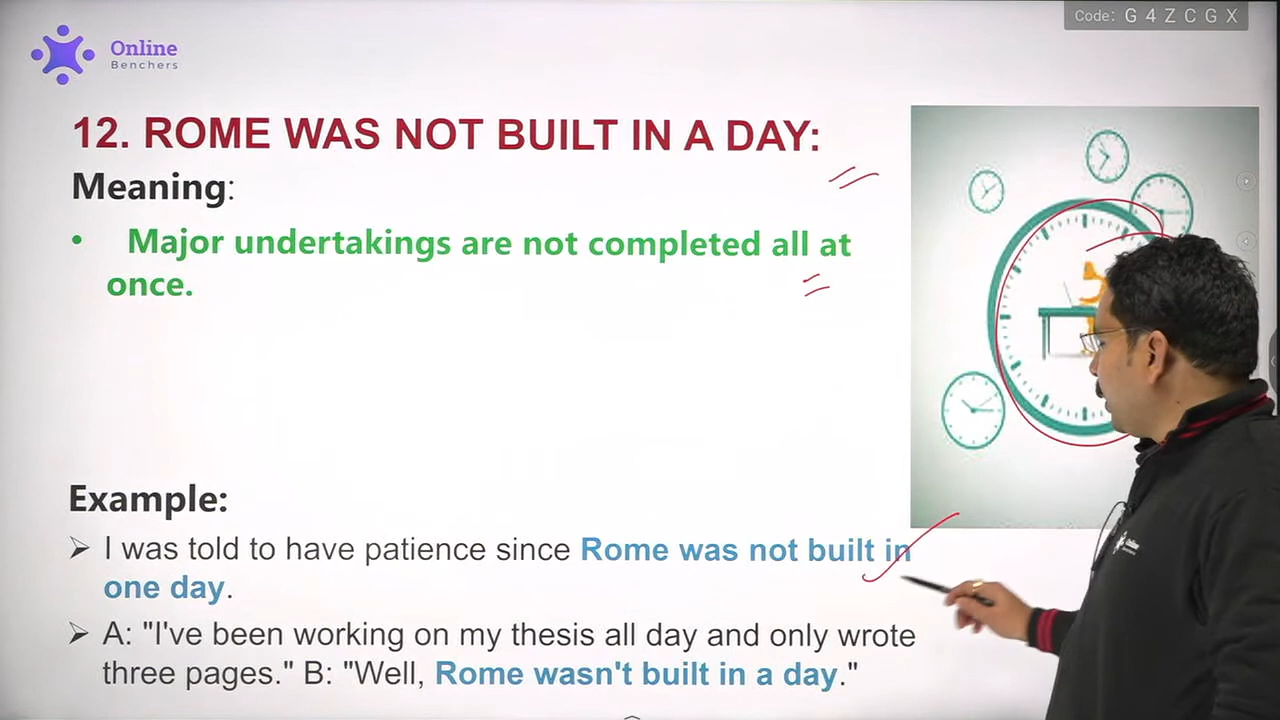 Code: G 4 Z C G X
Online
Benchers
12. ROME WAS NOT BUILT IN A DAY:
Meaning:
• Major undertakings are not completed all at
once.
Example:
➢ I was told to have patience since Rome was not built in
one day.
➢ A: "I've been working on my thesis all day and only wrote
three pages." B: "Well, Rome wasn't built in a day."
Online
Benchers